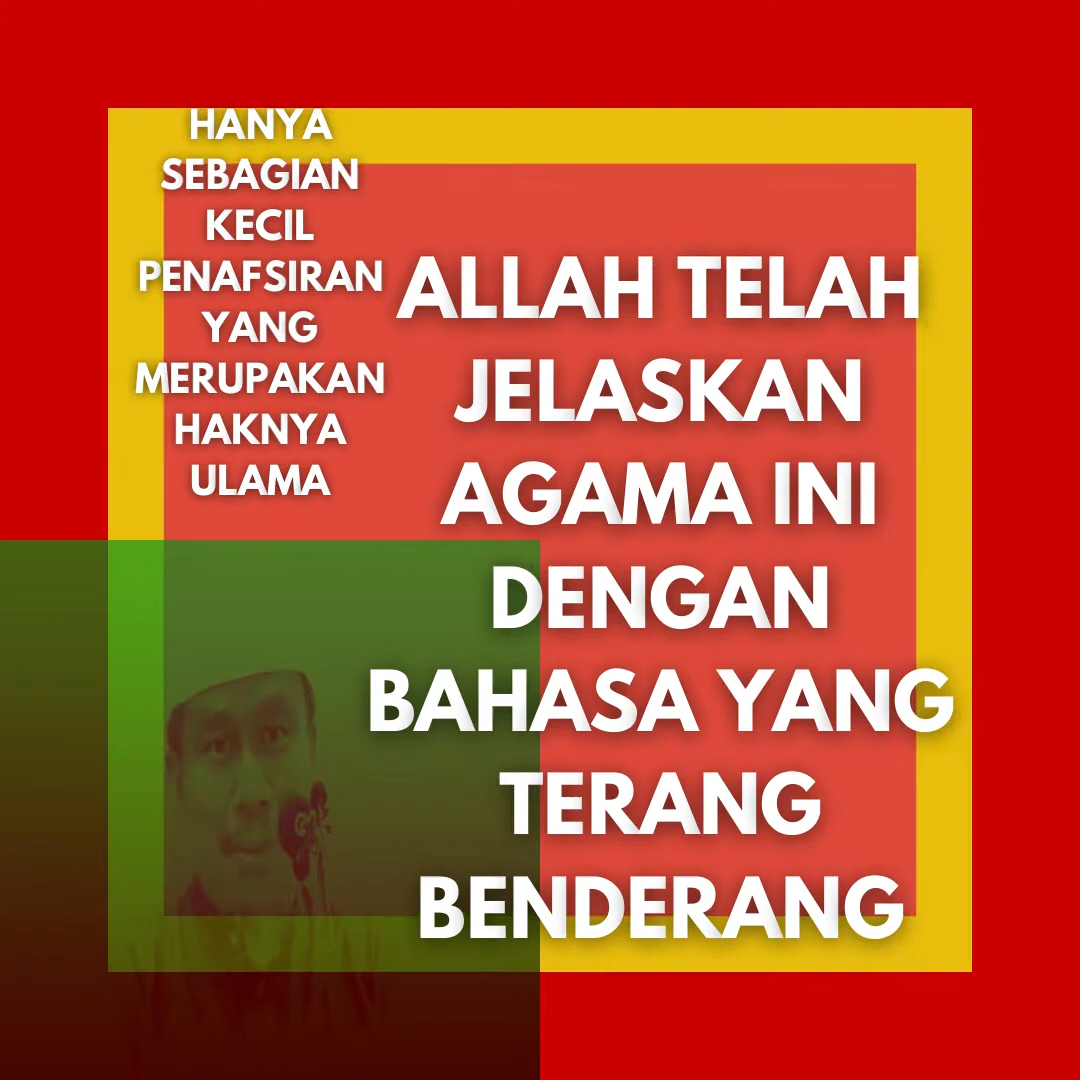 HANYA
SEBAGIAN
KECIL
PENAFSIRAN
YANG
MERUPAKAN
HAKNYA
ULAMA
ALLAH TELAH
JELASKAN
AGAMA INI
DENGAN
BAHASA YANG
TERANG
BENDERANG